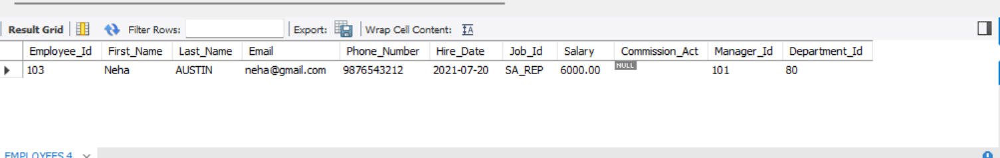 Result Grid Filter Rows: Export: Wrap Cell Content: IA
Employee_Id First_Name Last_Name Email Phone_Number Hire_Date Job_Id Salary Commission_Act Manager_Id Department_Id
103 Neha AUSTIN neha@gmail.com 9876543212 2021-07-20 SA_REP 6000.00 NULL 101 80
EMPLOYEES 4